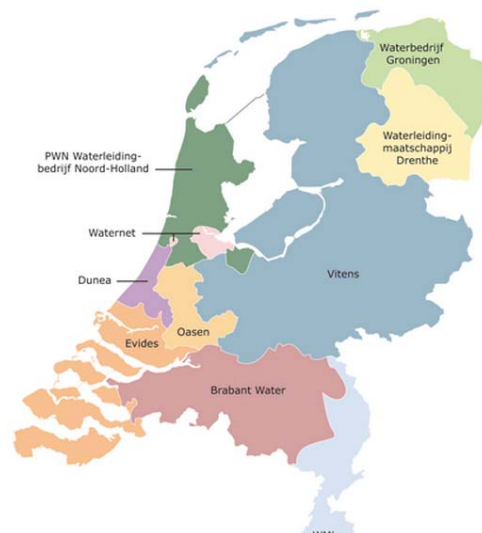 Waterbedrijf
Groningen
Waterleiding-
maatschappij
Drenthe
PWN Waterleiding-
bedrijf Noord-Holland
Waternet
Vitens
Dunea
Oasen
Evides
Brabant Water